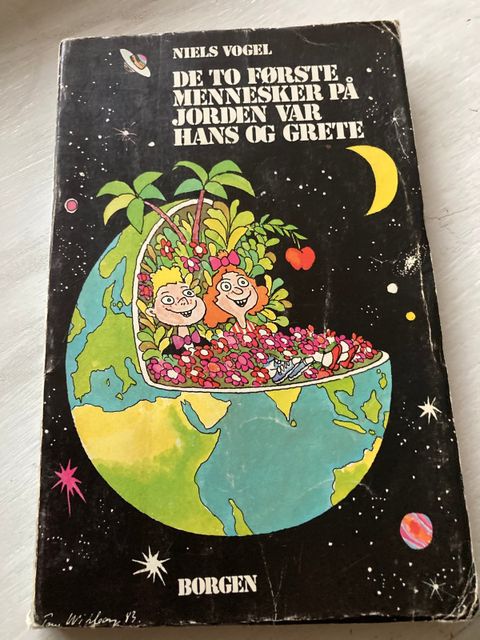 NIELS VOGEL
DE TO FØRSTE
MENNESKER PÅ
JORDEN VAR
HANS OG GRETE
BORGEN